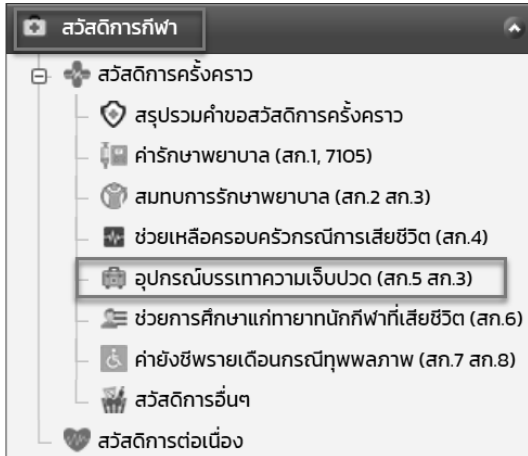 สวัสดิการกีฬา
สวัสดิการครั้งคราว
สรุปรวมคำขอสวัสดิการครั้งคราว
ค่ารักษาพยาบาล (สก.1, 7105)
สมทบการรักษาพยาบาล (สก.2 สก.3)
ช่วยเหลือครอบครัวกรณีการเสียชีวิต (สก.4)
อุปกรณ์บรรเทาความเจ็บปวด (สก.5 สก.3)
ช่วยการศึกษาแก่ทายาทนักกีฬาที่เสียชีวิต (สก.6)
ค่ายังชีพรายเดือนกรณีทุพพลภาพ (สก.7 สก.8)
สวัสดิการอื่นๆ
สวัสดิการต่อเนื่อง